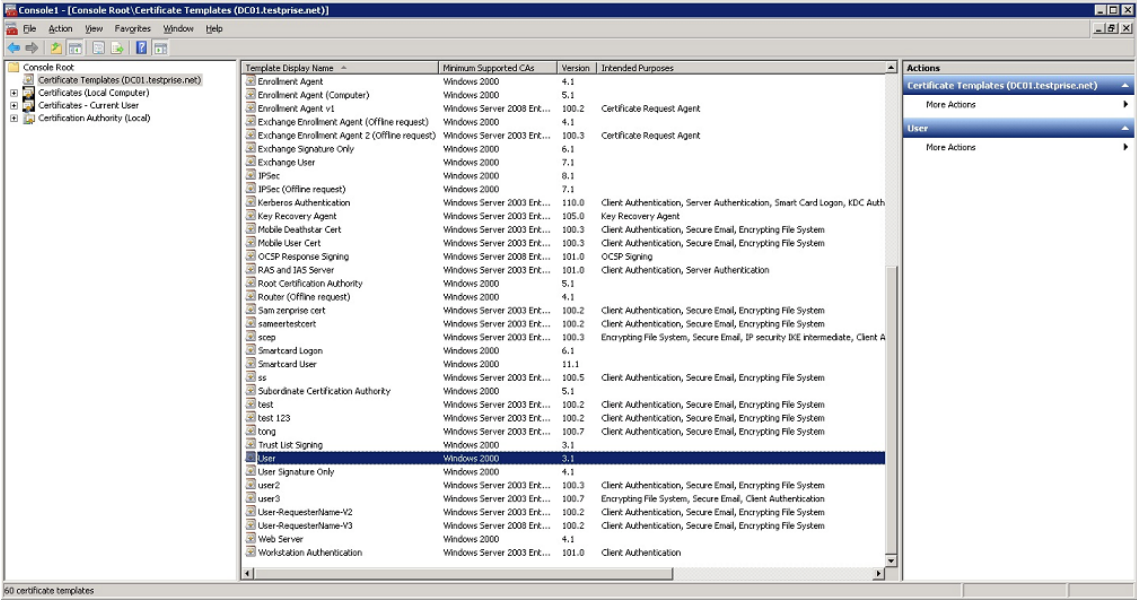 Console1 - [Console Root\Certificate Templates (DC01.testprise.net)]
File Action View Favorites Window Help
Console Root
Certificate Templates (DC01.testprise.net)
Certificates (Local Computer)
Certificates - Current User
Certification Authority (Local)
Template Display Name Minimum Supported CAs Version Intended Purposes
Enrollment Agent Windows 2000 4.1
Enrollment Agent (Computer) Windows 2000 5.1
Enrollment Agent v1 Windows Server 2008 Ent... 100.2 Certificate Request Agent
Exchange Enrollment Agent (Offline request) Windows 2000 4.1
Exchange Enrollment Agent 2 (Offline request) Windows Server 2003 Ent... 100.3 Certificate Request Agent
Exchange Signature Only Windows 2000 6.1
Exchange User Windows 2000 7.1
IPSec Windows 2000 8.1
IPSec (Offline request) Windows 2000 7.1
Kerberos Authentication Windows Server 2003 Ent... 110.0 Client Authentication, Server Authentication, Smart Card Logon, KDC Auth
Key Recovery Agent Windows Server 2003 Ent... 105.0 Key Recovery Agent
Mobile Deathstar Cert Windows Server 2003 Ent... 100.3 Client Authentication, Secure Email, Encrypting File System
Mobile User Cert Windows Server 2003 Ent... 100.3 Client Authentication, Secure Email, Encrypting File System
OCSP Response Signing Windows Server 2008 Ent... 101.0 OCSP Signing
RAS and IAS Server Windows Server 2003 Ent... 101.0 Client Authentication, Server Authentication
Root Certification Authority Windows 2000 5.1
Router (Offline request) Windows 2000 4.1
Sam zenprise cert Windows Server 2003 Ent... 100.2 Client Authentication, Secure Email, Encrypting File System
sameertestcert Windows Server 2003 Ent... 100.2 Client Authentication, Secure Email, Encrypting File System
scep Windows Server 2003 Ent... 100.3 Encrypting File System, Secure Email, IP security IKE intermediate, Client A
Smartcard Logon Windows 2000 6.1
Smartcard User Windows 2000 11.1
ss Windows Server 2003 Ent... 100.5 Client Authentication, Secure Email, Encrypting File System
Subordinate Certification Authority Windows 2000 5.1
test Windows Server 2003 Ent... 100.2 Client Authentication, Secure Email, Encrypting File System
test 123 Windows Server 2003 Ent... 100.2 Client Authentication, Secure Email, Encrypting File System
tong Windows Server 2003 Ent... 100.7 Client Authentication, Secure Email, Encrypting File System
Trust List Signing Windows 2000 3.1
User Windows 2000 3.1
User Signature Only Windows 2000 4.1
user2 Windows Server 2003 Ent... 100.3 Client Authentication, Secure Email, Encrypting File System
user3 Windows Server 2003 Ent... 100.7 Encrypting File System, Secure Email, Client Authentication
User-RequesterName-V2 Windows Server 2003 Ent... 100.2 Client Authentication, Secure Email, Encrypting File System
User-RequesterName-V3 Windows Server 2008 Ent... 100.2 Client Authentication, Secure Email, Encrypting File System
Web Server Windows 2000 4.1
Workstation Authentication Windows Server 2003 Ent... 101.0 Client Authentication
Actions
Certificate Templates (DC01.testprise.net)
More Actions
User
More Actions
60 certificate templates